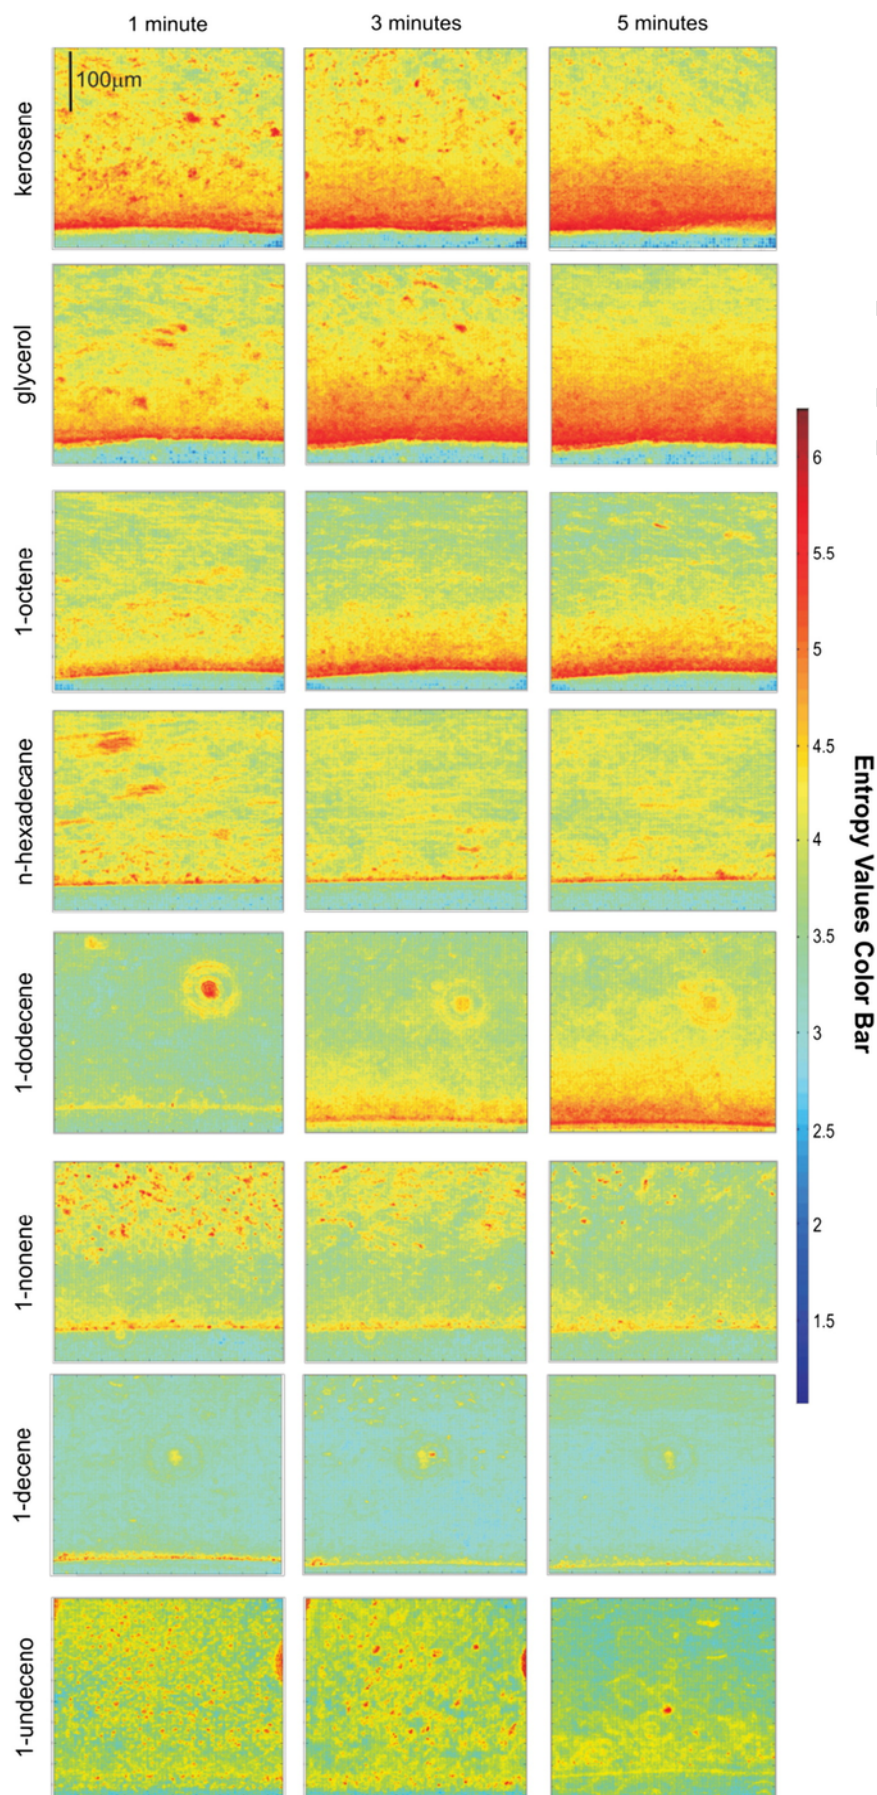 1 minute 3 minutes 5 minutes
100μm
kerosene
glycerol
1-octene
n-hexadecane
1-dodecene
1-nonene
1-decene
1-undeceno
6
5.5
5
4.5
4
3.5
3
2.5
2
1.5
Entropy Values Color Bar